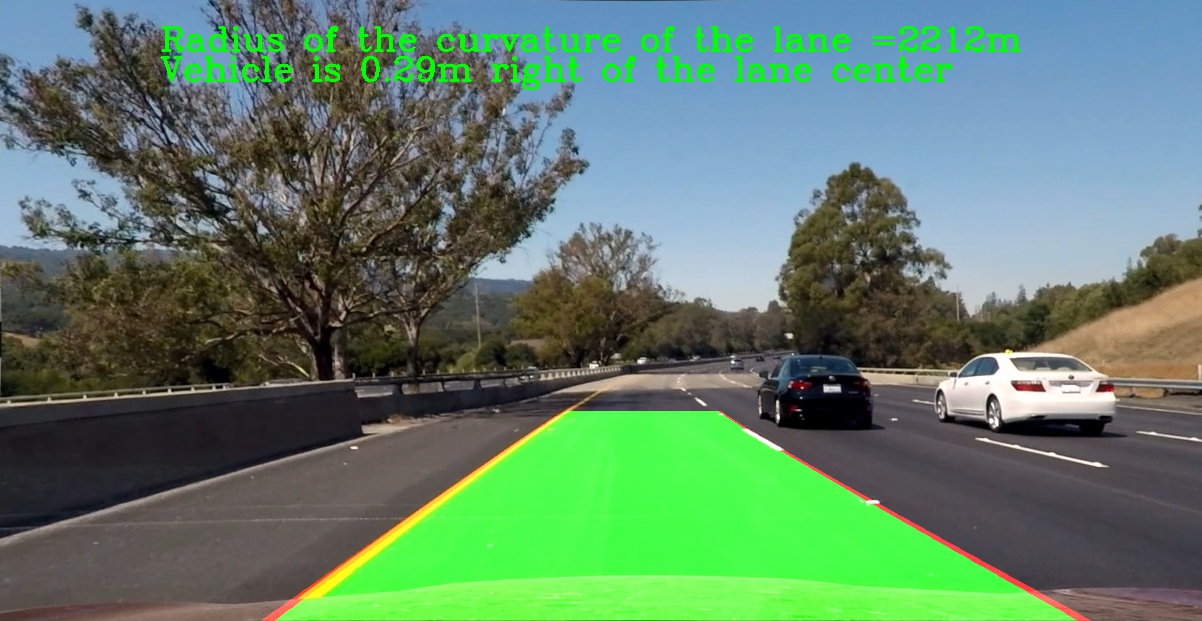 Radius of the curvature of the lane =2212m
Vehicle is 0.29m right of the lane center